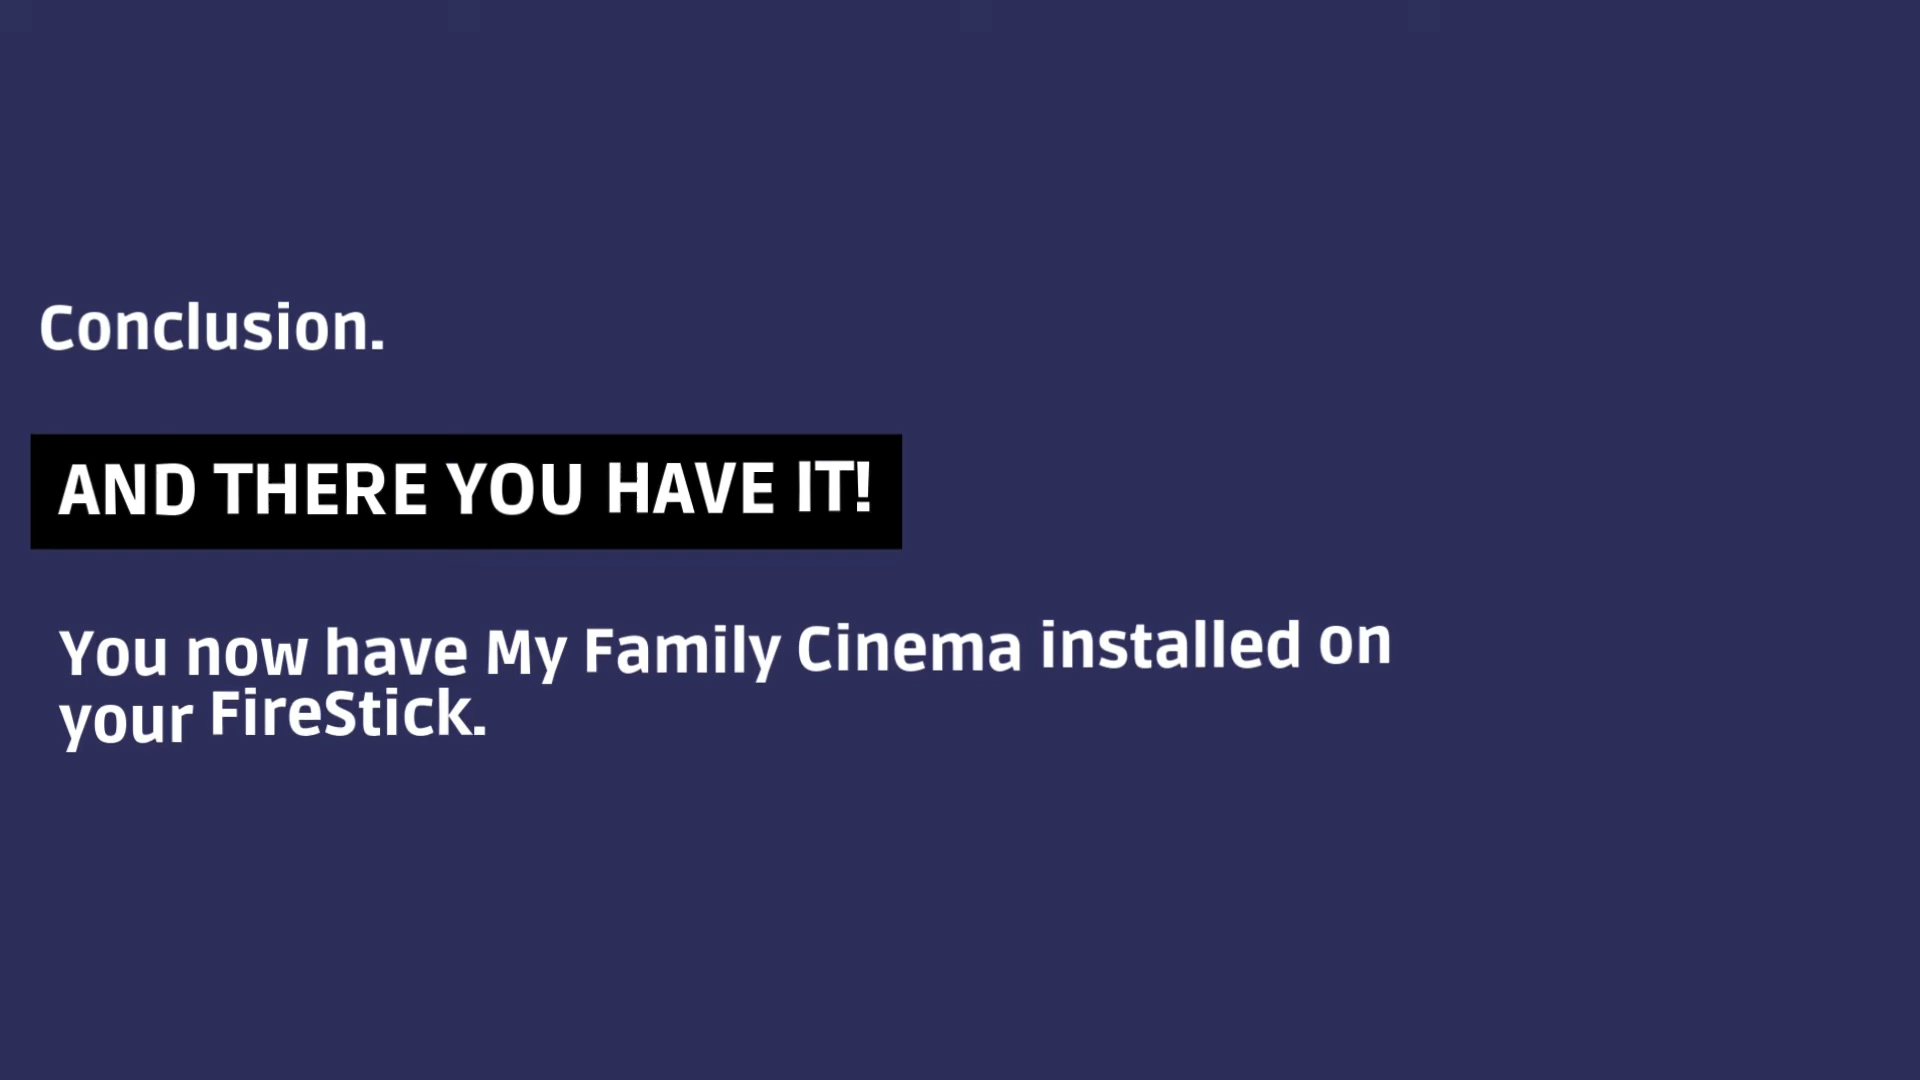 Conclusion.
AND THERE YOU HAVE IT!
You now have My Family Cinema installed on
your FireStick.